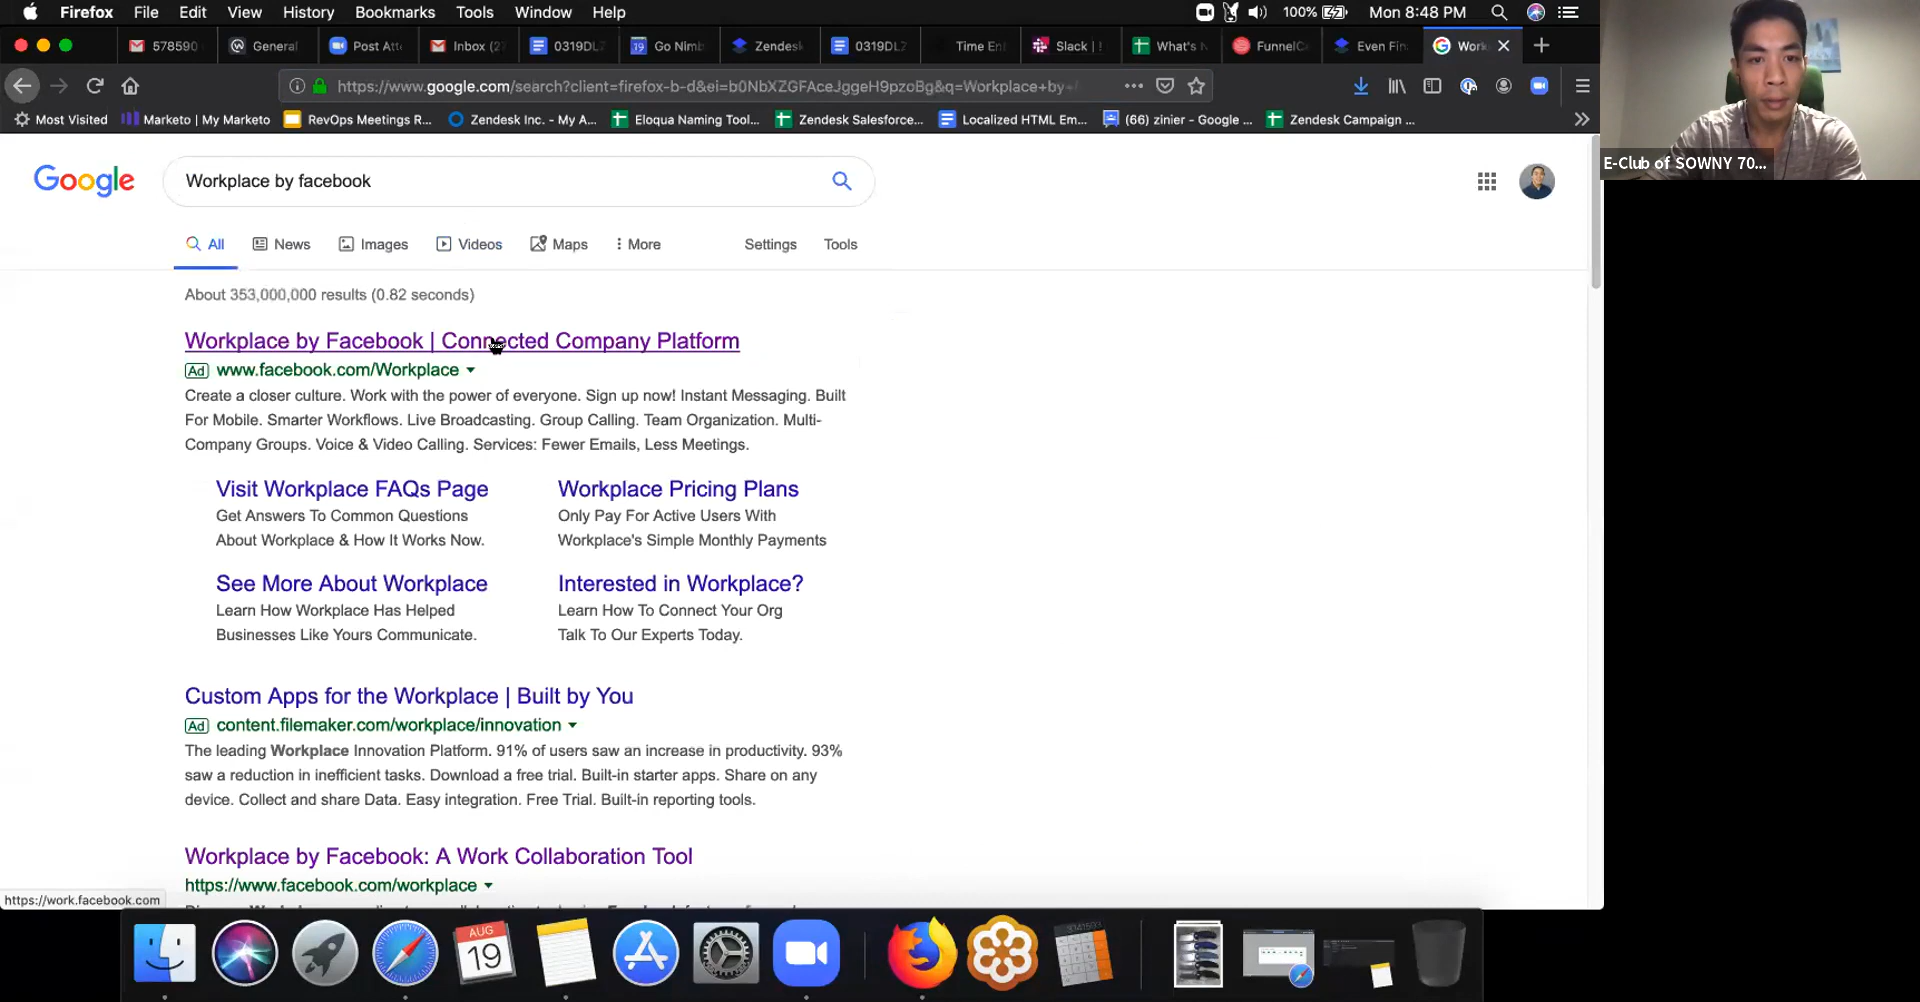 Firefox File Edit View History Bookmarks Tools Window Help 100% Mon 8:48 PM
578590 General Post Atte Inbox (2 0319DL Go Nimb Zendesk 0319DL Time En Slack | ! What's FunnelC Even Fin Work
https://www.google.com/search?client=firefox-b-d&ei=b0NbXZGFAceJggeH9pzoBg&q=Workplace+by+
Most Visited Marketo | My Marketo RevOps Meetings R... Zendesk Inc. - My A... Eloqua Naming Tool... Zendesk Salesforce... Localized HTML Em... (66) zinier - Google ... Zendesk Campaign ...
E-Club of SOWNY 70...
Google
Workplace by facebook
All News Images Videos Maps More Settings Tools
About 353,000,000 results (0.82 seconds)
Workplace by Facebook | Connected Company Platform
Ad www.facebook.com/Workplace
Create a closer culture. Work with the power of everyone. Sign up now! Instant Messaging. Built
For Mobile. Smarter Workflows. Live Broadcasting. Group Calling. Team Organization. Multi-
Company Groups. Voice & Video Calling. Services: Fewer Emails, Less Meetings.
Visit Workplace FAQs Page
Get Answers To Common Questions
About Workplace & How It Works Now.
Workplace Pricing Plans
Only Pay For Active Users With
Workplace's Simple Monthly Payments
See More About Workplace
Learn How Workplace Has Helped
Businesses Like Yours Communicate.
Interested in Workplace?
Learn How To Connect Your Org
Talk To Our Experts Today.
Custom Apps for the Workplace | Built by You
Ad content.filemaker.com/workplace/innovation
The leading Workplace Innovation Platform. 91% of users saw an increase in productivity. 93%
saw a reduction in inefficient tasks. Download a free trial. Built-in starter apps. Share on any
device. Collect and share Data. Easy integration. Free Trial. Built-in reporting tools.
Workplace by Facebook: A Work Collaboration Tool
https://www.facebook.com/workplace
https://work.facebook.com
AUG
19